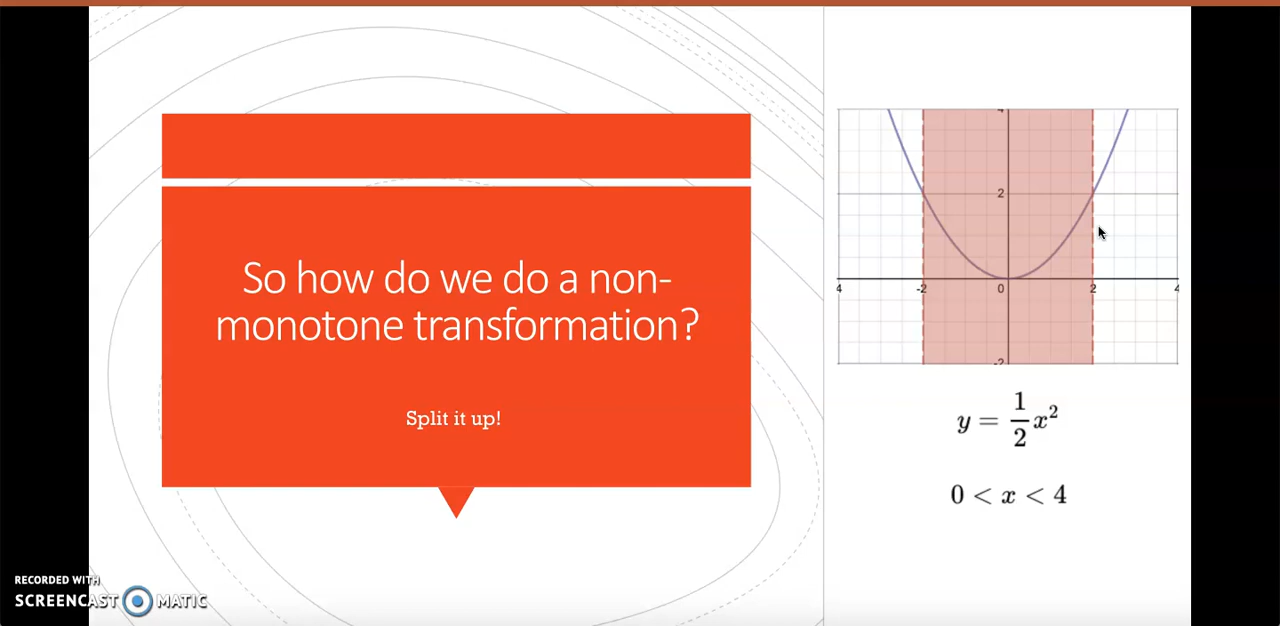 So how do we do a non-
monotone transformation?
Split it up!
4
2
4 -2 0 2 4
-2
y = \frac{1}{2}x^2
0 < x < 4
RECORDED WITH
SCREENCAST MATIC